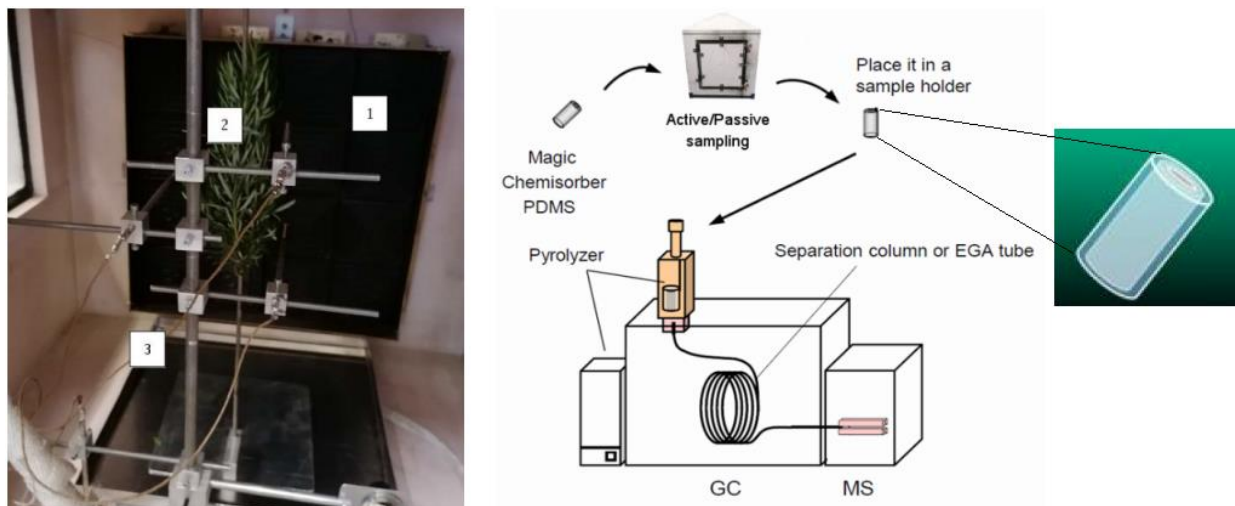 1
2
3
Active/Passive
sampling
Place it in a
sample holder
Magic
Chemisorber
PDMS
Pyrolyzer
Separation column or EGA tube
GC
MS